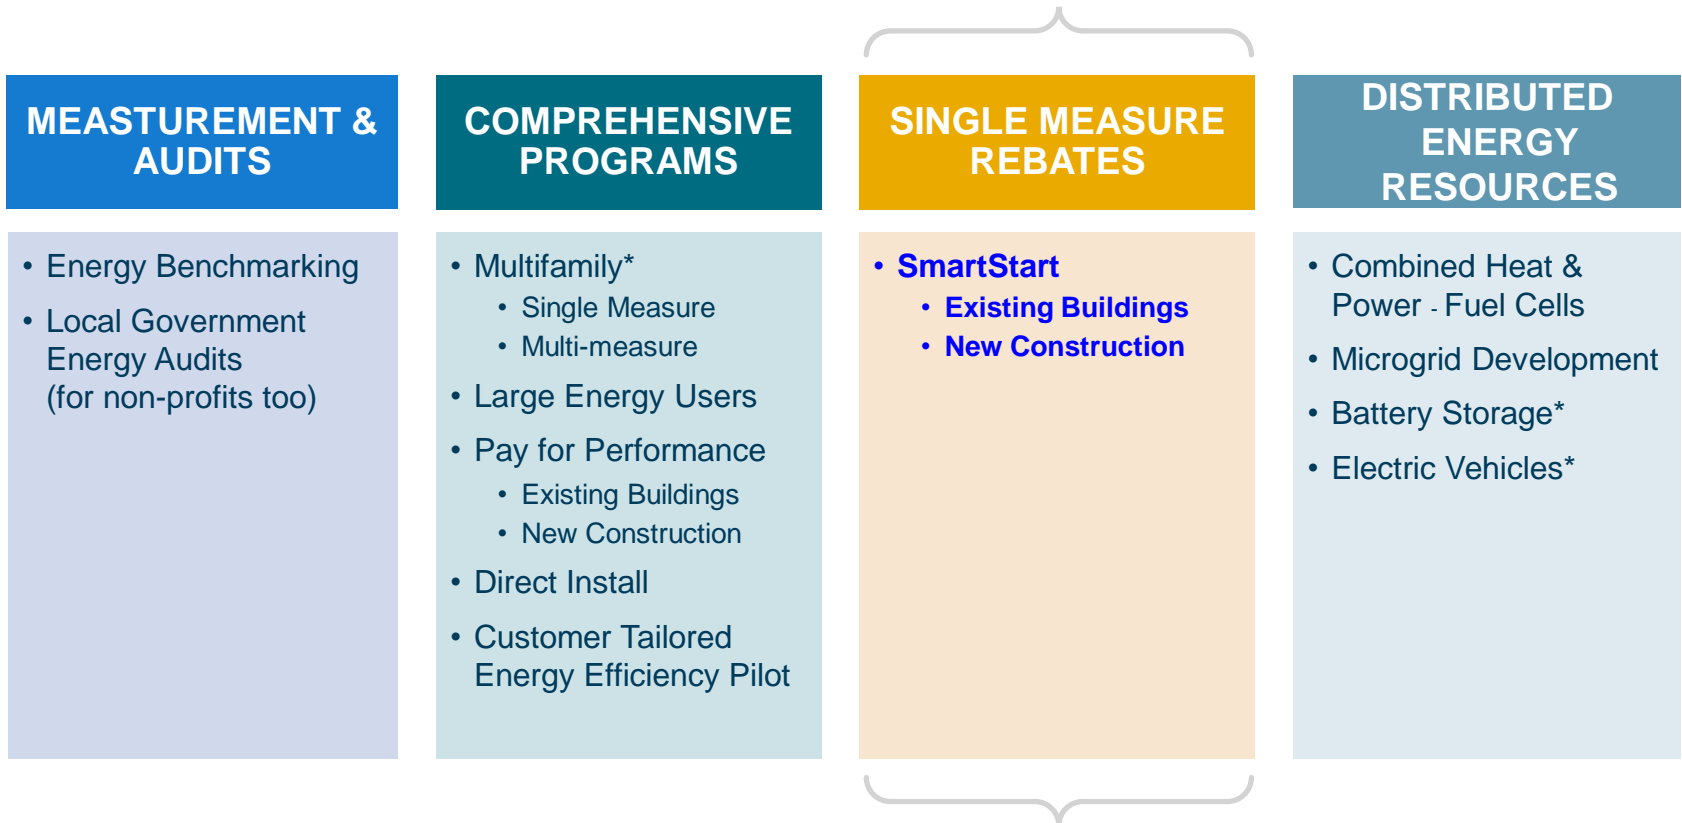 MEASTUREMENT &
AUDITS
• Energy Benchmarking
• Local Government
Energy Audits
(for non-profits too)
COMPREHENSIVE
PROGRAMS
• Multifamily*
• Single Measure
• Multi-measure
• Large Energy Users
• Pay for Performance
• Existing Buildings
• New Construction
• Direct Install
• Customer Tailored
Energy Efficiency Pilot
SINGLE MEASURE
REBATES
• SmartStart
• Existing Buildings
• New Construction
DISTRIBUTED
ENERGY
RESOURCES
• Combined Heat &
Power - Fuel Cells
• Microgrid Development
• Battery Storage*
• Electric Vehicles*